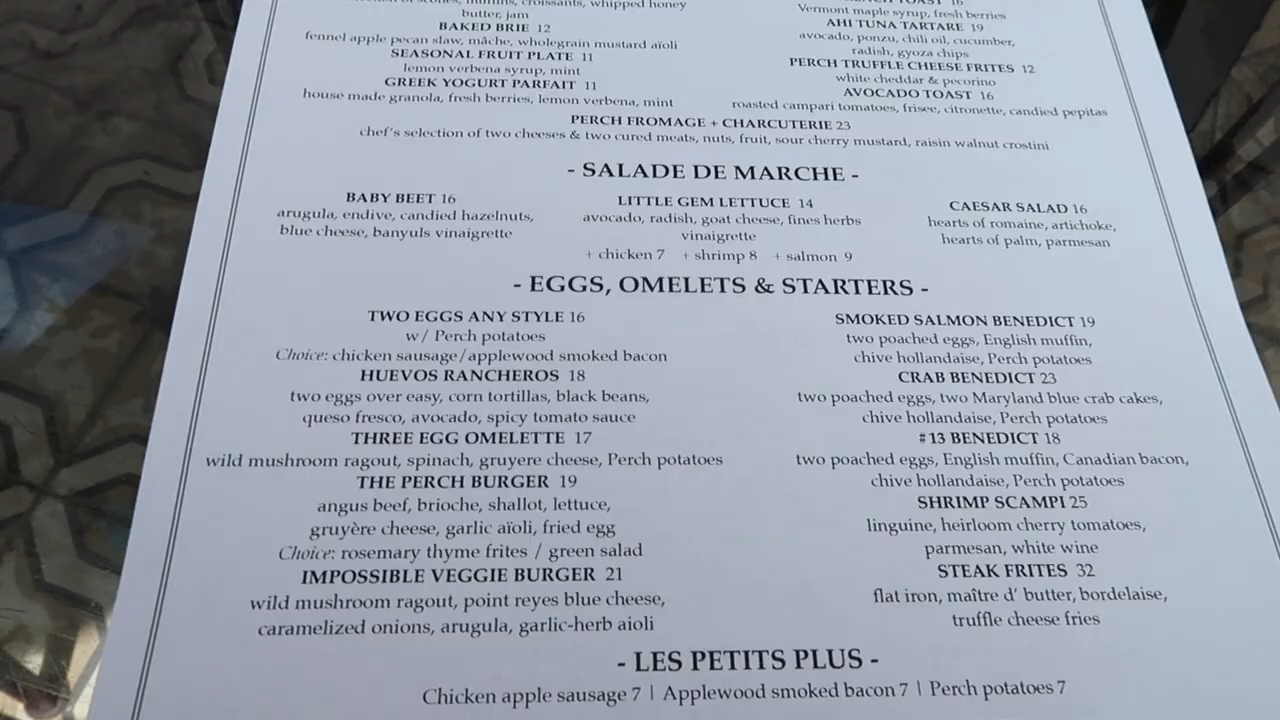 butter, jam
BAKED BRIE 12
fennel apple pecan slaw, mâche, wholegrain mustard aïoli
SEASONAL FRUIT PLATE 11
lemon verbena syrup, mint
GREEK YOGURT PARFAIT 11
house made granola, fresh berries, lemon verbena, mint
Vermont maple syrup, fresh berries
AHI TUNA TARTARE 19
avocado, ponzu, chili oil, cucumber,
radish, gyoza chips
PERCH TRUFFLE CHEESE FRITES 12
white cheddar & pecorino
AVOCADO TOAST 16
roasted campari tomatoes, frisee, citronette, candied pepitas
PERCH FROMAGE + CHARCUTERIE 23
chef's selection of two cheeses & two cured meats, nuts, fruit, sour cherry mustard, raisin walnut crostini
- SALADE DE MARCHE -
BABY BEET 16
arugula, endive, candied hazelnuts,
blue cheese, banyuls vinaigrette
LITTLE GEM LETTUCE 14
avocado, radish, goat cheese, fines herbs
vinaigrette
+ chicken 7 + shrimp 8 + salmon 9
CAESAR SALAD 16
hearts of romaine, artichoke,
hearts of palm, parmesan
- EGGS, OMELETS & STARTERS -
TWO EGGS ANY STYLE 16
w/ Perch potatoes
Choice: chicken sausage/applewood smoked bacon
HUEVOS RANCHEROS 18
two eggs over easy, corn tortillas, black beans,
queso fresco, avocado, spicy tomato sauce
THREE EGG OMELETTE 17
wild mushroom ragout, spinach, gruyere cheese, Perch potatoes
THE PERCH BURGER 19
angus beef, brioche, shallot, lettuce,
gruyère cheese, garlic aïoli, fried egg
Choice: rosemary thyme frites / green salad
IMPOSSIBLE VEGGIE BURGER 21
wild mushroom ragout, point reyes blue cheese,
caramelized onions, arugula, garlic-herb aioli
SMOKED SALMON BENEDICT 19
two poached eggs, English muffin,
chive hollandaise, Perch potatoes
CRAB BENEDICT 23
two poached eggs, two Maryland blue crab cakes,
chive hollandaise, Perch potatoes
#13 BENEDICT 18
two poached eggs, English muffin, Canadian bacon,
chive hollandaise, Perch potatoes
SHRIMP SCAMPI 25
linguine, heirloom cherry tomatoes,
parmesan, white wine
STEAK FRITES 32
flat iron, maître d' butter, bordelaise,
truffle cheese fries
- LES PETITS PLUS -
Chicken apple sausage 7 | Applewood smoked bacon 7 | Perch potatoes 7